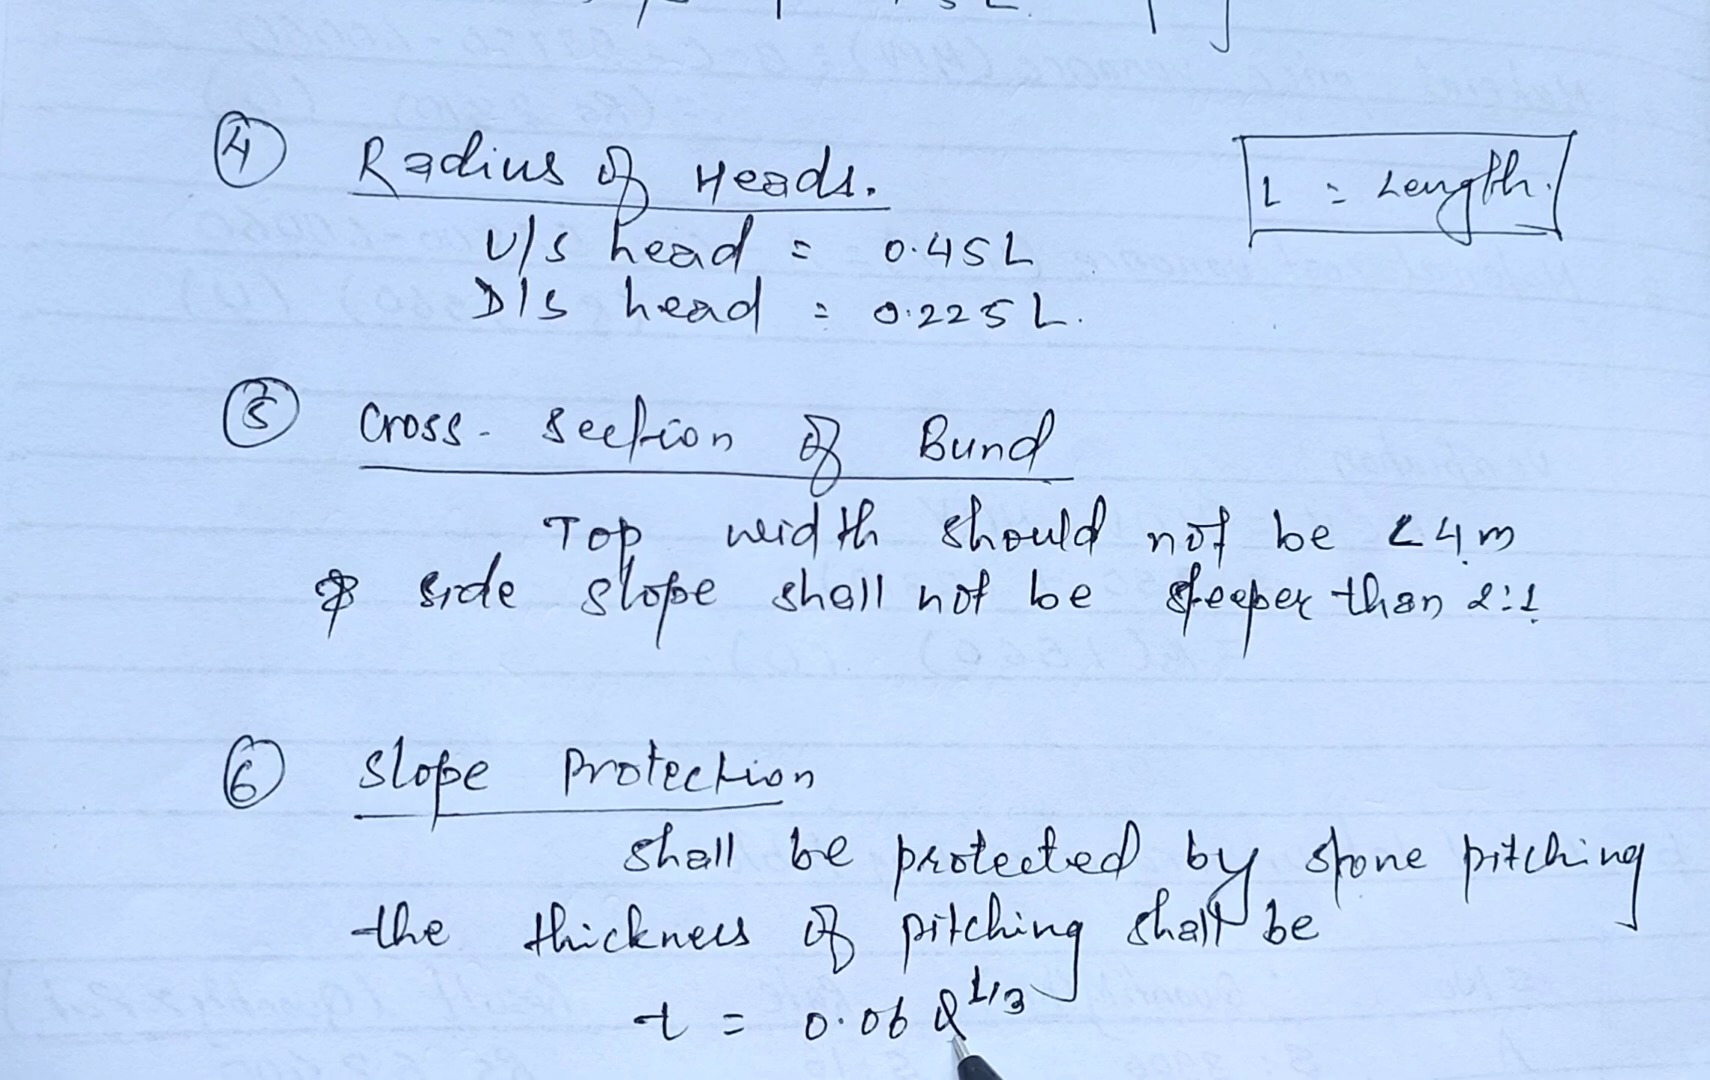 ④ Radius of Heads.
L = Length.
U/S head = 0.45L
D/S head = 0.225L.
⑤ Cross-section of Bund
Top width should not be < 4m
& side slope shall not be steeper than 2:1
⑥ Slope Protection
shall be protected by stone pitching
the thickness of pitching shall be
t = 0.06 Q^1/3